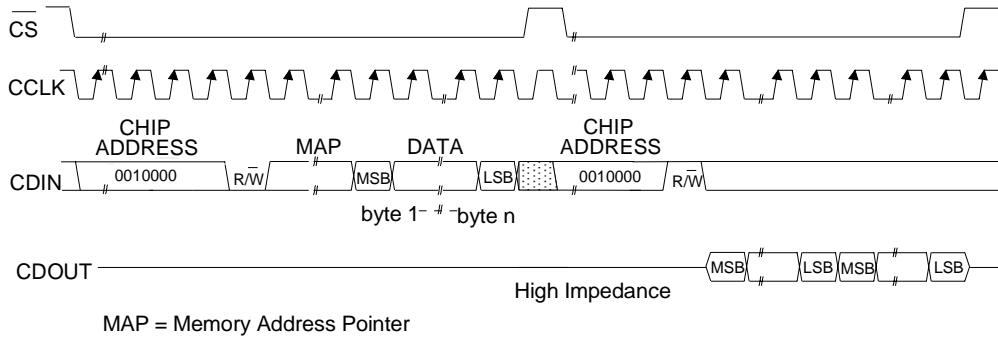 CS
CCLK
CHIP ADDRESS MAP DATA CHIP ADDRESS
CDIN 0010000 R/W MSB LSB 0010000 R/W
byte 1 byte n
CDOUT MSB LSB MSB LSB
High Impedance
MAP = Memory Address Pointer